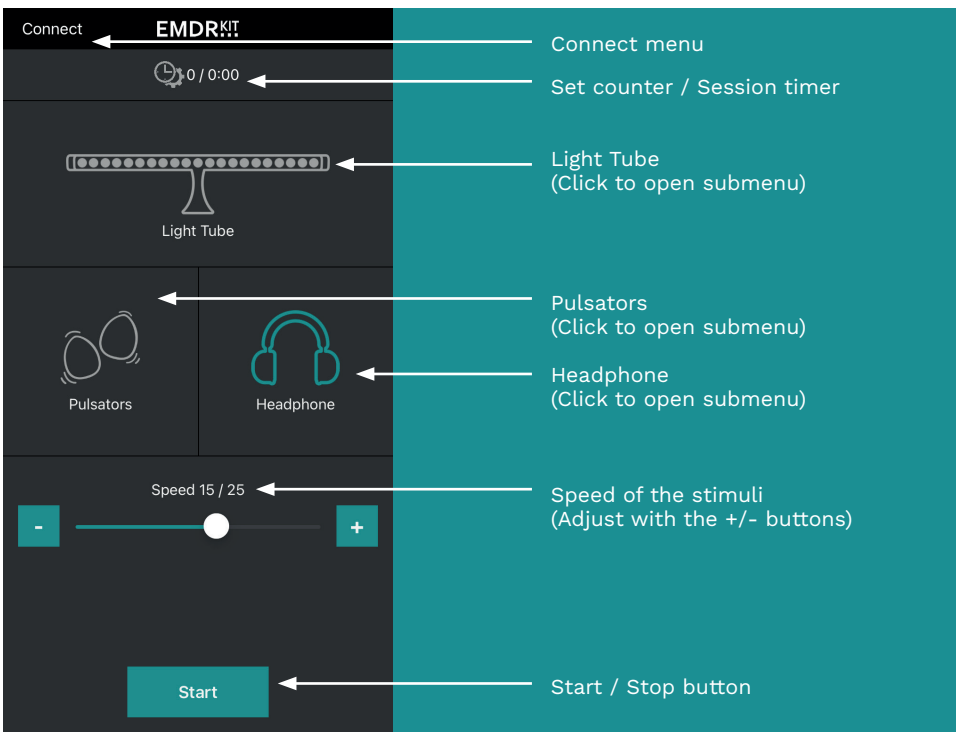 Connect
EMDRKIT!!!
0 / 0:00
Light Tube
Pulsators
Headphone
Speed 15 / 25
-
+
Start
Connect menu
Set counter / Session timer
Light Tube
(Click to open submenu)
Pulsators
(Click to open submenu)
Headphone
(Click to open submenu)
Speed of the stimuli
(Adjust with the +/- buttons)
Start / Stop button